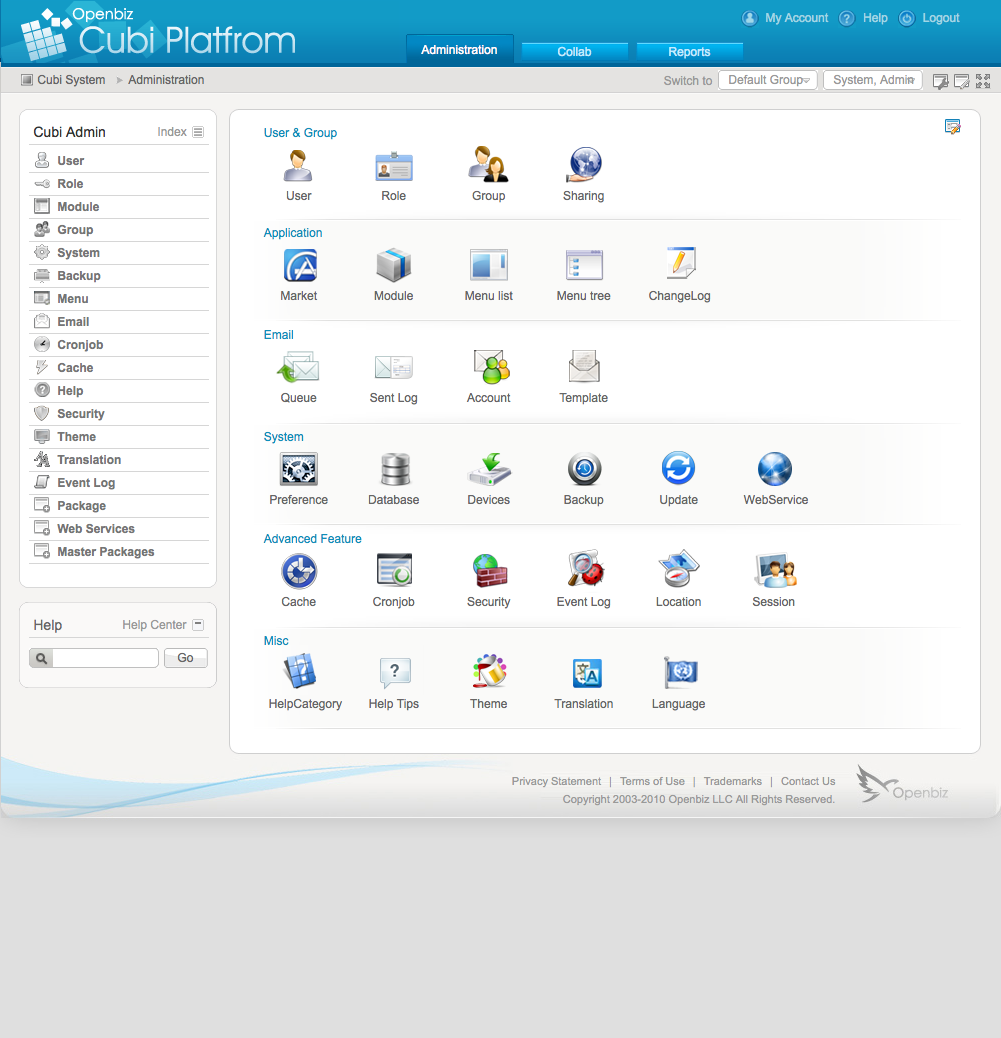 Openbiz
Cubi Platfrom
My Account
Help
Logout
Administration
Collab
Reports
Cubi System
Administration
Switch to
Default Group
System, Admin
Cubi Admin
Index
User
Role
Module
Group
System
Backup
Menu
Email
Cronjob
Cache
Help
Security
Theme
Translation
Event Log
Package
Web Services
Master Packages
Help
Help Center
Go
User & Group
User
Role
Group
Sharing
Application
Market
Module
Menu list
Menu tree
ChangeLog
Email
Queue
Sent Log
Account
Template
System
Preference
Database
Devices
Backup
Update
WebService
Advanced Feature
Cache
Cronjob
Security
Event Log
Location
Session
Misc
HelpCategory
Help Tips
Theme
Translation
Language
Privacy Statement | Terms of Use | Trademarks | Contact Us
Copyright 2003-2010 Openbiz LLC All Rights Reserved.
Openbiz